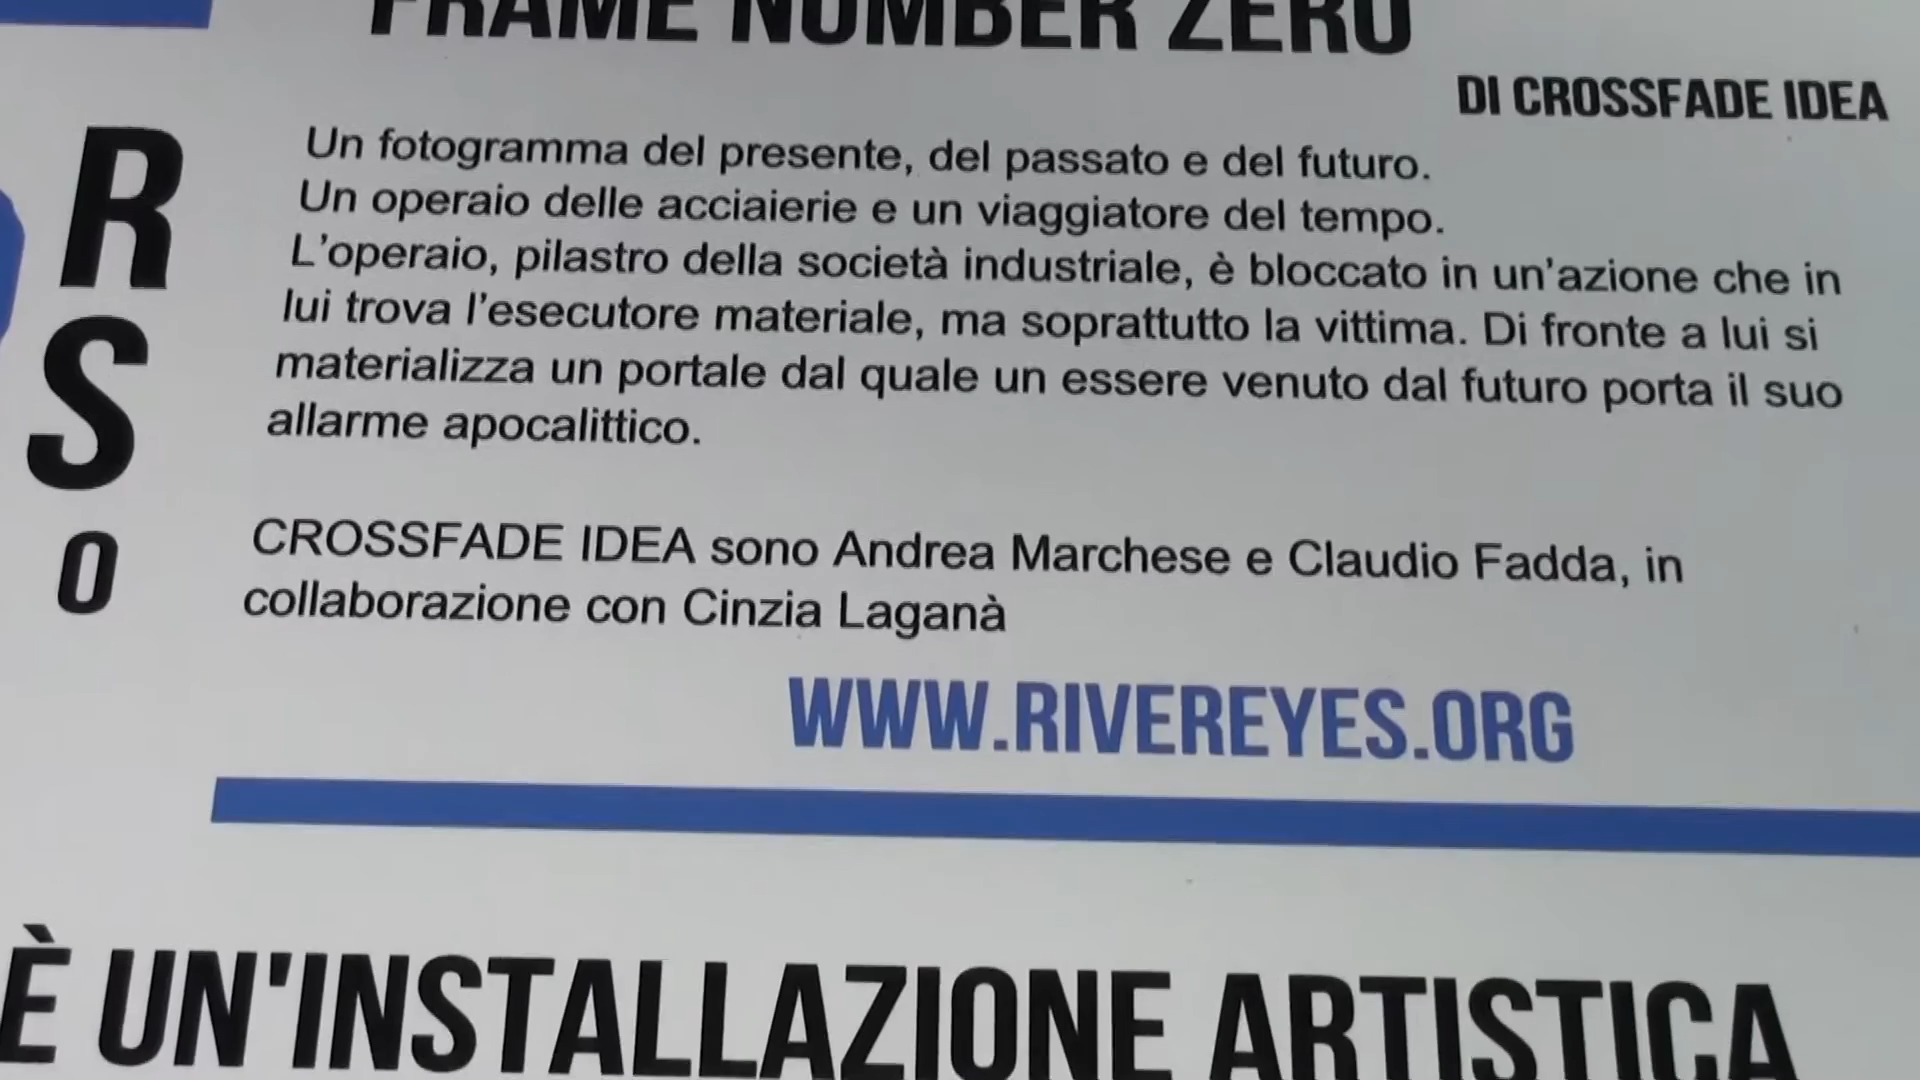 FRAME NUMBER ZERO
DI CROSSFADE IDEA
R
S
O
Un fotogramma del presente, del passato e del futuro.
Un operaio delle acciaierie e un viaggiatore del tempo.
L'operaio, pilastro della società industriale, è bloccato in un'azione che in
lui trova l'esecutore materiale, ma soprattutto la vittima. Di fronte a lui si
materializza un portale dal quale un essere venuto dal futuro porta il suo
allarme apocalittico.
CROSSFADE IDEA sono Andrea Marchese e Claudio Fadda, in
collaborazione con Cinzia Laganà
WWW.RIVEREYES.ORG
È UN'INSTALLAZIONE ARTISTICA